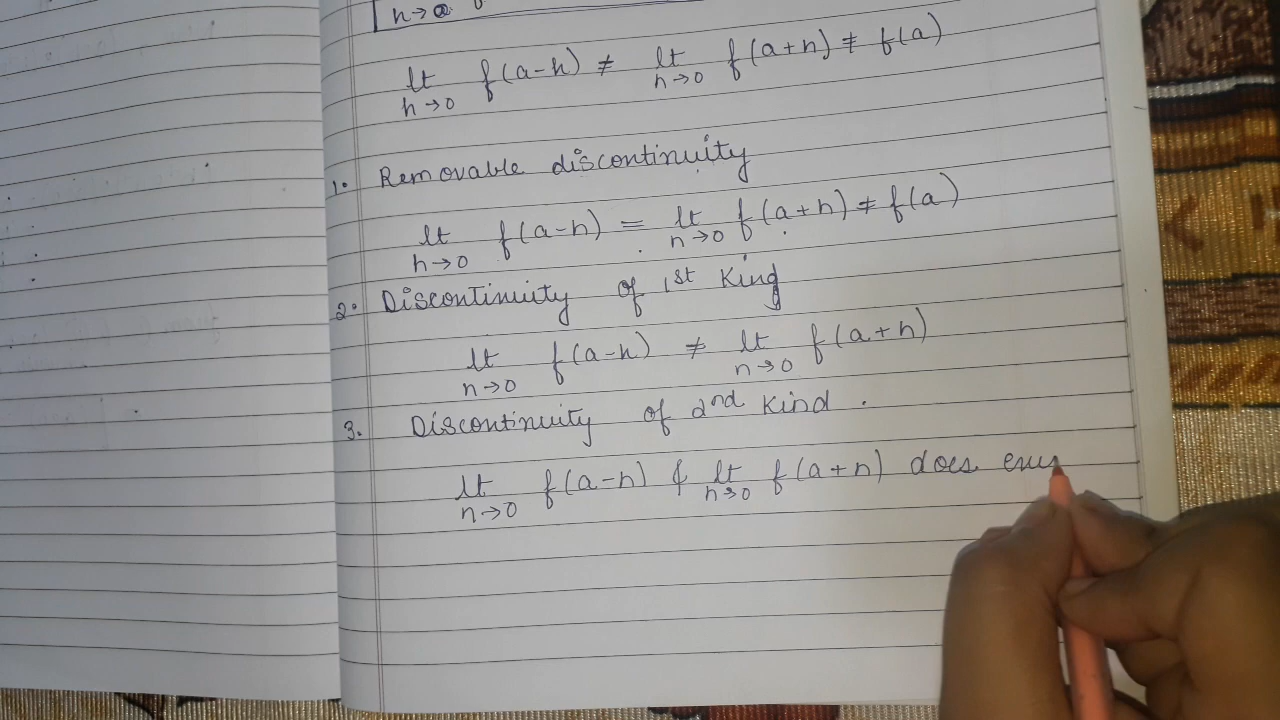 h→a
lt f(a-h) ≠ lt f(a+h) ≠ f(a)
h→0 h→0
1. Removable discontinuity
lt f(a-h) = lt f(a+h) ≠ f(a)
h→0 h→0
2. Discontinuity of 1st King
lt f(a-h) ≠ lt f(a+h)
h→0 h→0
3. Discontinuity of 2nd Kind.
lt f(a-h) & lt f(a+h) does
h→0 h→0